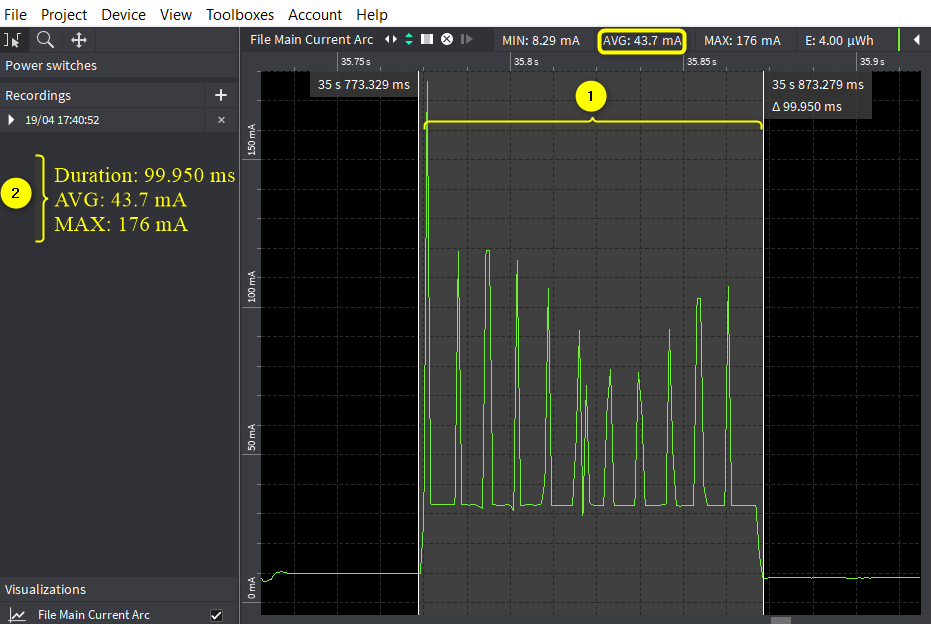 File Project Device View Toolboxes Account Help
File Main Current Arc MIN: 8.29 mA AVG: 43.7 mA MAX: 176 mA E: 4.00 µWh
Power switches
35.75 s 35.8 s 35.85 s 35.9 s
Recordings +
35 s 773.329 ms
35 s 873.279 ms
Δ 99.950 ms
19/04 17:40:52
1
150 mA
2
Duration: 99.950 ms
AVG: 43.7 mA
MAX: 176 mA
100 mA
50 mA
0 mA
Visualizations
File Main Current Arc